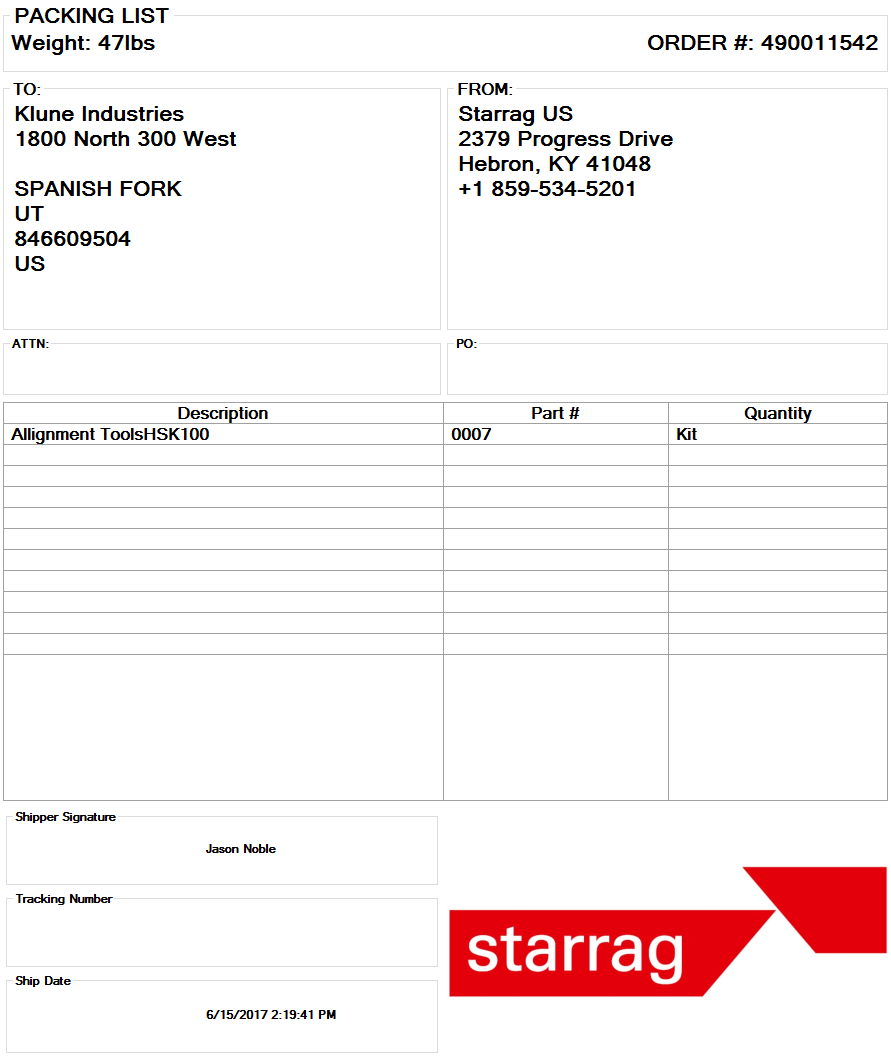 PACKING LIST
Weight: 47lbs
ORDER #: 490011542
TO:
Klune Industries
1800 North 300 West
SPANISH FORK
UT
846609504
US
FROM:
Starrag US
2379 Progress Drive
Hebron, KY 41048
+1 859-534-5201
ATTN:
PO:
Description Part # Quantity
Allignment ToolsHSK100 0007 Kit
Shipper Signature
Jason Noble
Tracking Number
Ship Date
6/15/2017 2:19:41 PM
starrag